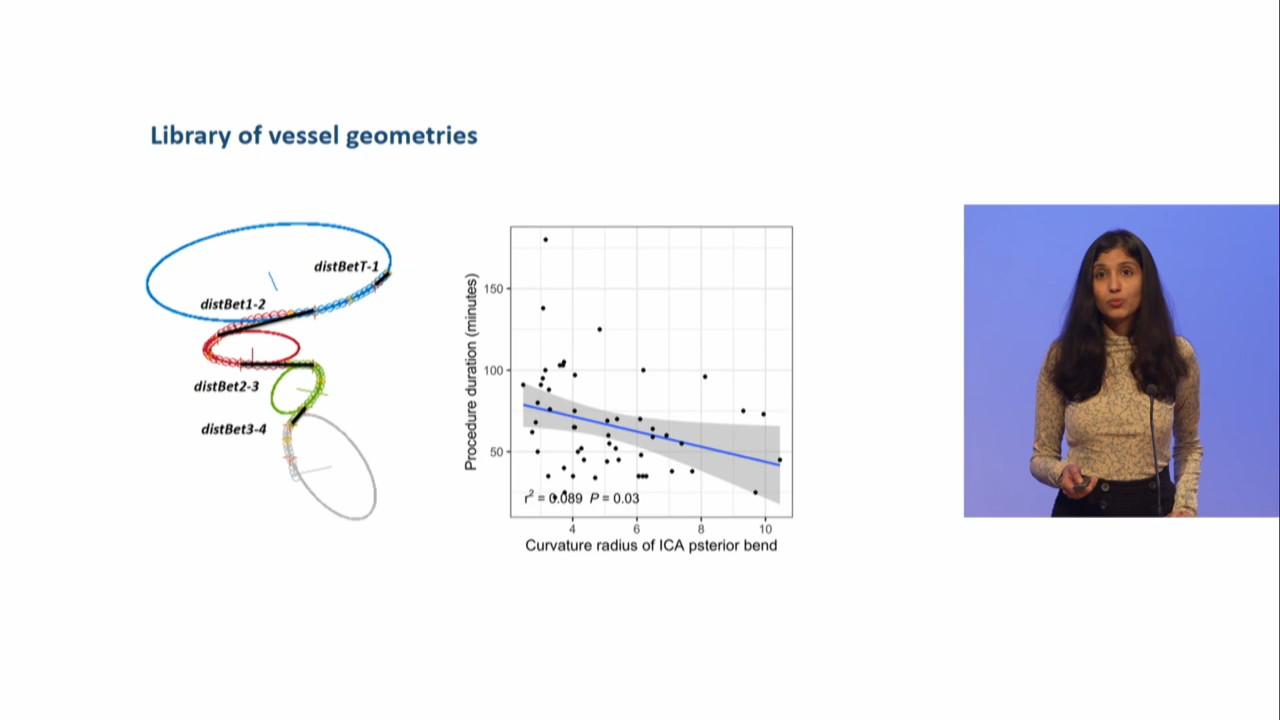 Library of vessel geometries
distBetT-1
distBet1-2
distBet2-3
distBet3-4
Procedure duration (minutes)
150
100
50
r² = 0.089 P = 0.03
4 6 8 10
Curvature radius of ICA psterior bend